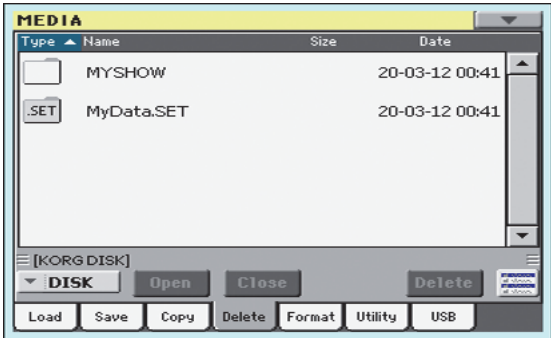 MEDIA
Type Name Size Date
MYSHOW 20-03-12 00:41
.SET MyData.SET 20-03-12 00:41
[KORG DISK]
DISK Open Close Delete
Load Save Copy Delete Format Utility USB